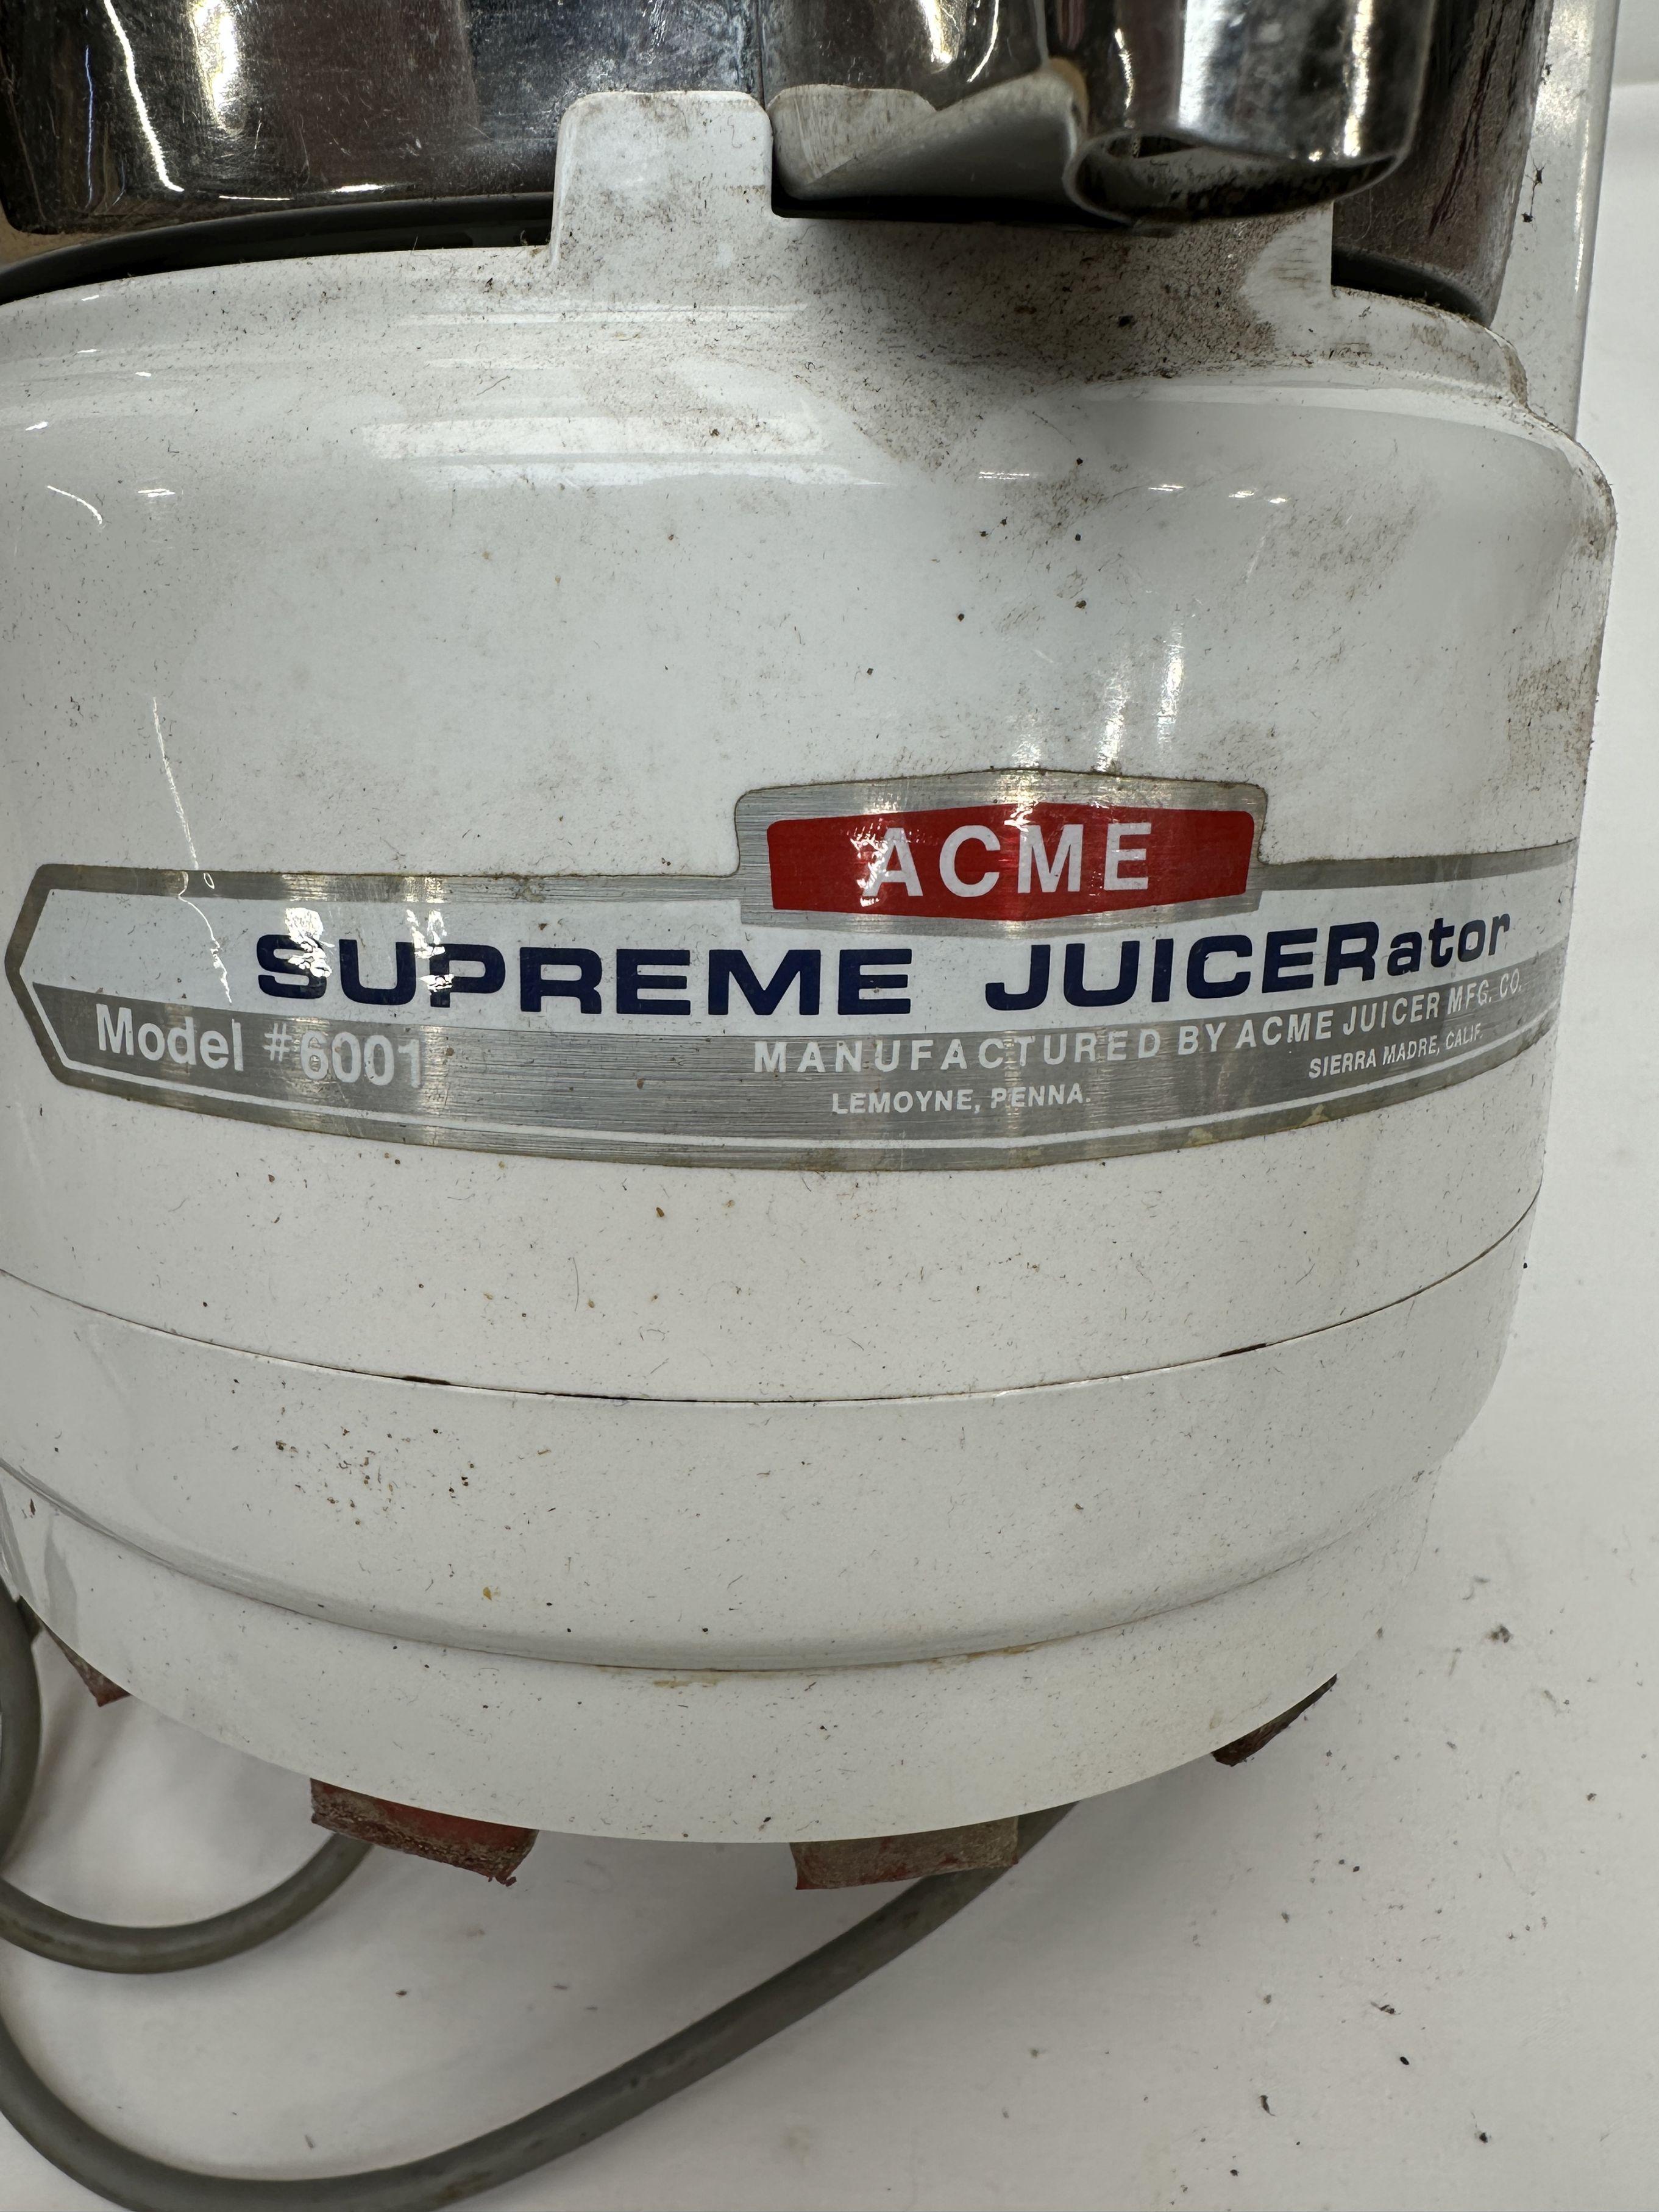 ACME
SUPREME JUICERator
Model #6001
MANUFACTURED BY ACME JUICER MFG. CO.
LEMOYNE, PENNA.
SIERRA MADRE, CALIF.